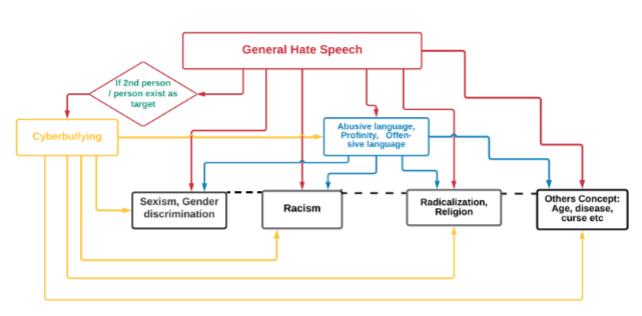 General Hate Speech
If 2nd person
/ person exist as
target
Cyberbullying
Abusive language,
Profinity, Offen-
sive language
Sexism, Gender
discrimination
Racism
Radicalization,
Religion
Others Concept:
Age, disease,
curse etc